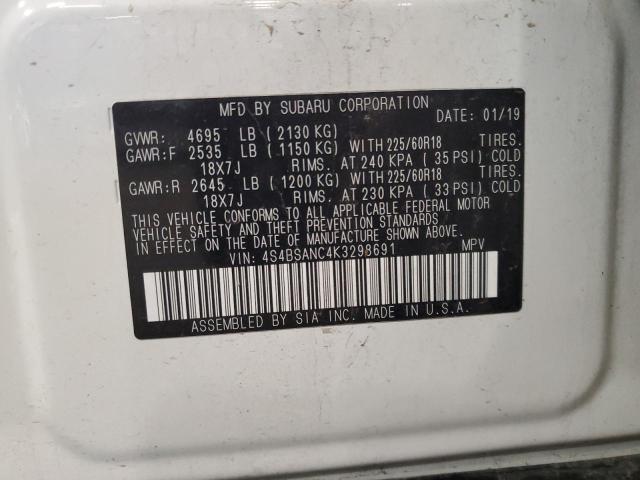 MFD BY SUBARU CORPORATION
DATE: 01/19
GVWR: 4695 LB (2130 KG)
GAWR:F 2535 LB (1150 KG) WITH 225/60R18 TIRES.
18X7J RIMS. AT 240 KPA (35 PSI) COLD
GAWR:R 2645 LB (1200 KG) WITH 225/60R18 TIRES.
18X7J RIMS. AT 230 KPA (33 PSI) COLD
THIS VEHICLE CONFORMS TO ALL APPLICABLE FEDERAL MOTOR
VEHICLE SAFETY AND THEFT PREVENTION STANDARDS
IN EFFECT ON THE DATE OF MANUFACTURE SHOWN ABOVE.
VIN: 4S4BSANC4K3298691 MPV
ASSEMBLED BY SIA INC. MADE IN U.S.A.